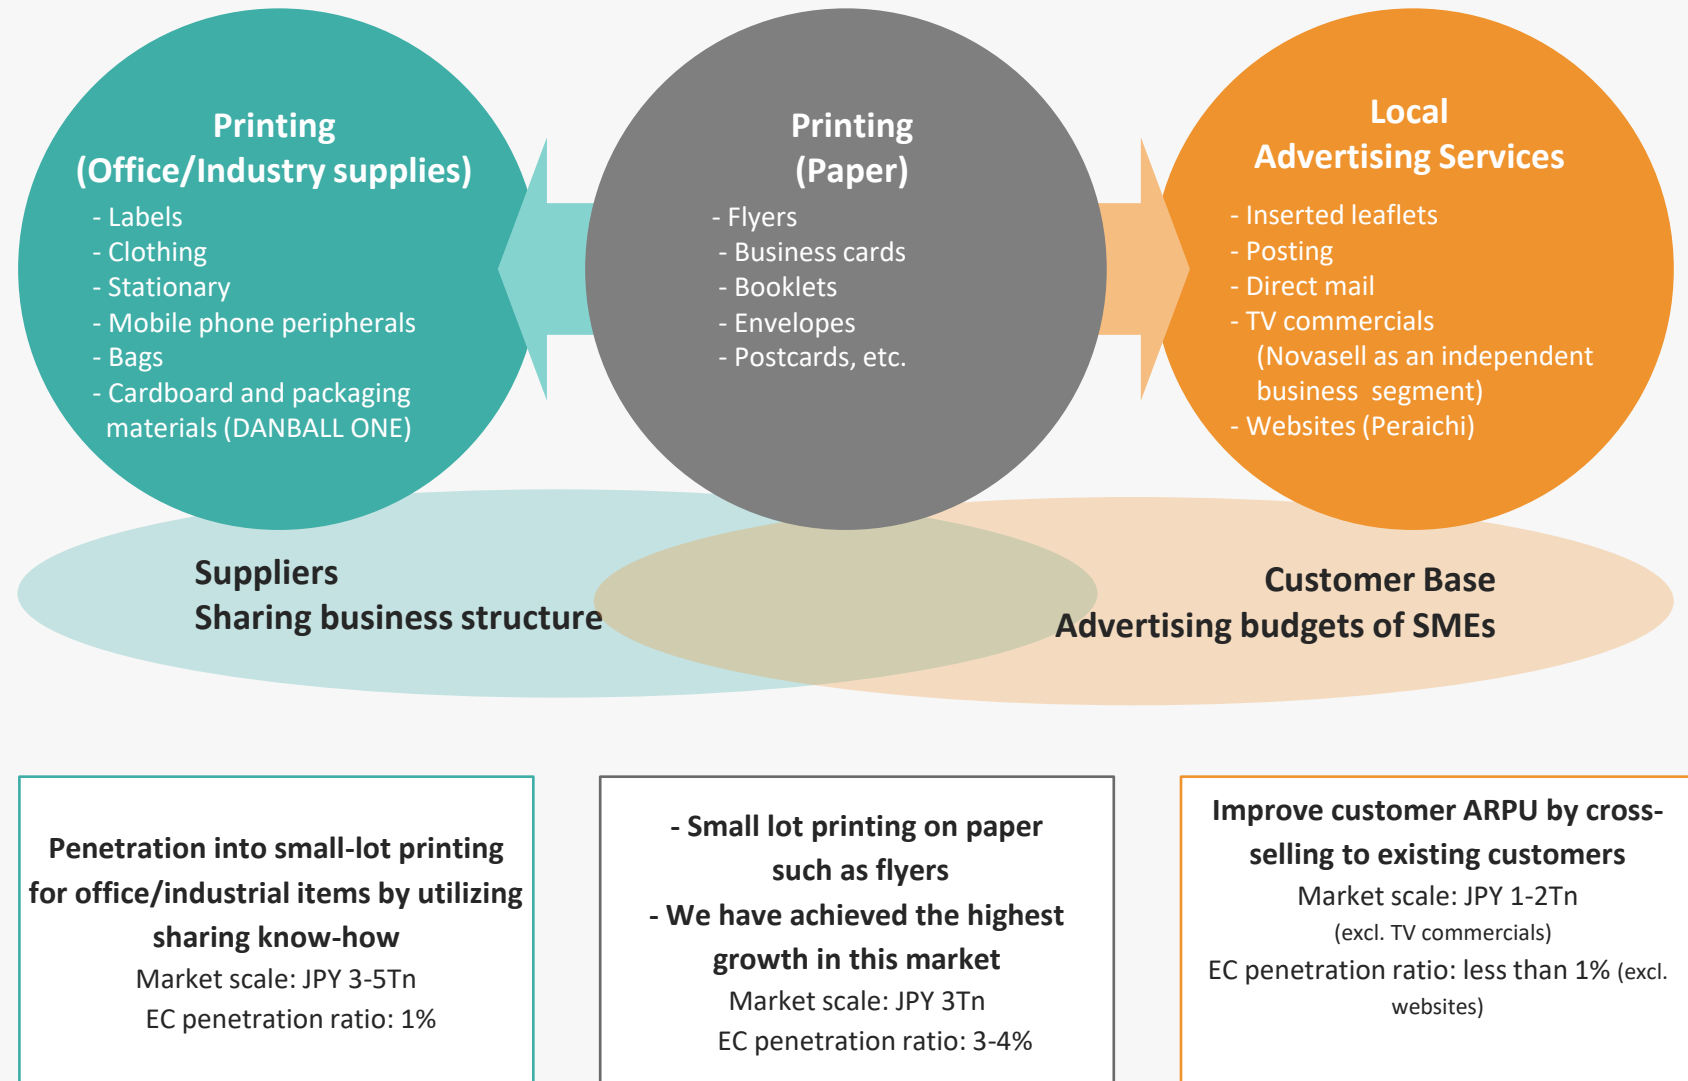 Printing
(Office/Industry supplies)
- Labels
- Clothing
- Stationary
- Mobile phone peripherals
- Bags
- Cardboard and packaging
materials (DANBALL ONE)
Printing
(Paper)
- Flyers
- Business cards
- Booklets
- Envelopes
- Postcards, etc.
Local
Advertising Services
- Inserted leaflets
- Posting
- Direct mail
- TV commercials
(Novasell as an independent
business segment)
- Websites (Peraichi)
Suppliers
Sharing business structure
Customer Base
Advertising budgets of SMEs
Penetration into small-lot printing
for office/industrial items by utilizing
sharing know-how
Market scale: JPY 3-5Tn
EC penetration ratio: 1%
- Small lot printing on paper
such as flyers
- We have achieved the highest
growth in this market
Market scale: JPY 3Tn
EC penetration ratio: 3-4%
Improve customer ARPU by cross-
selling to existing customers
Market scale: JPY 1-2Tn
(excl. TV commercials)
EC penetration ratio: less than 1% (excl.
websites)